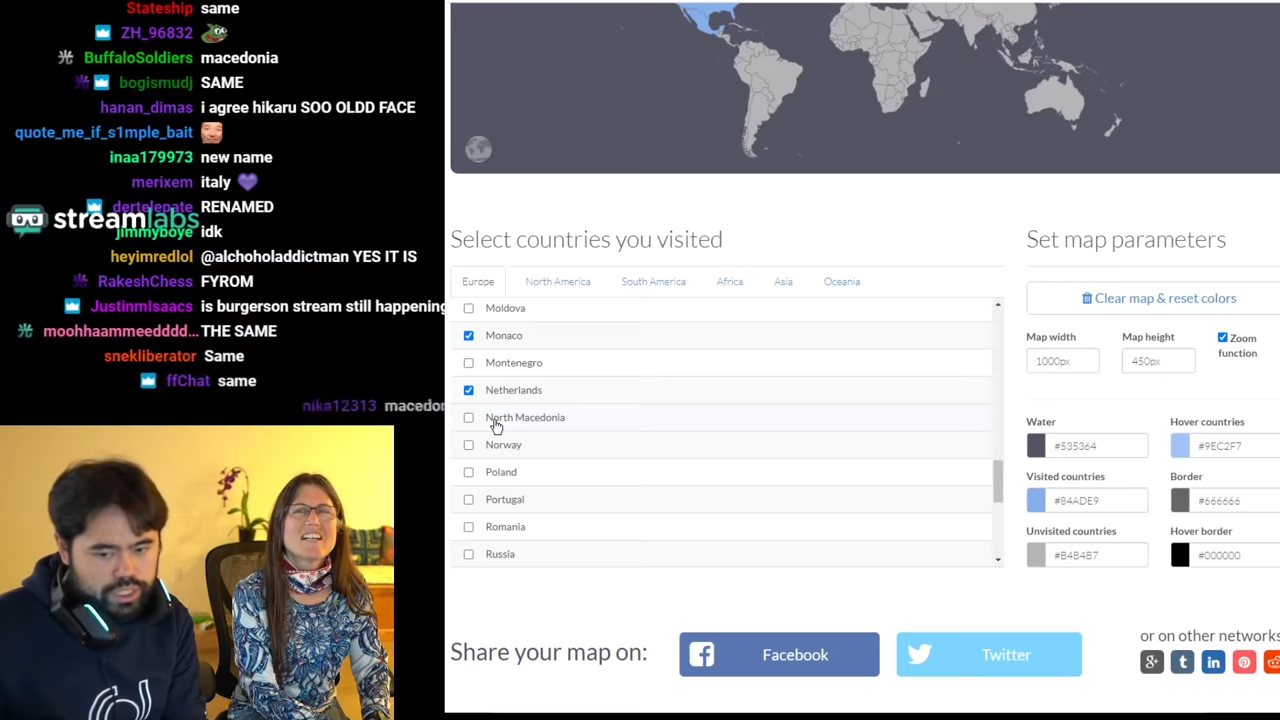 Stateship same
ZH_96832
BuffaloSoldiers macedonia
bogismudj SAME
hanan_dimas i agree hikaru SOO OLDD FACE
quote_me_if_s1mple_bait
inaa179973 new name
merixem italy
dertelepate RENAMED
streamlabs
jimmyboye idk
heyimredlol @alchoholaddictman YES IT IS
RakeshChess FYROM
JustinmIsaacs is burgerson stream still happening
moohhaammeedddd... THE SAME
snekliberator Same
ffChat same
nika12313 macedor
Select countries you visited
Europe North America South America Africa Asia Oceania
Moldova
Monaco
Montenegro
Netherlands
North Macedonia
Norway
Poland
Portugal
Romania
Russia
Set map parameters
Clear map & reset colors
Map width Map height Zoom function
1000px 450px
Water Hover countries
#535364 #9EC2F7
Visited countries Border
#84ADE9 #666666
Unvisited countries Hover border
#B4B4B7 #000000
Share your map on: Facebook Twitter
or on other networks